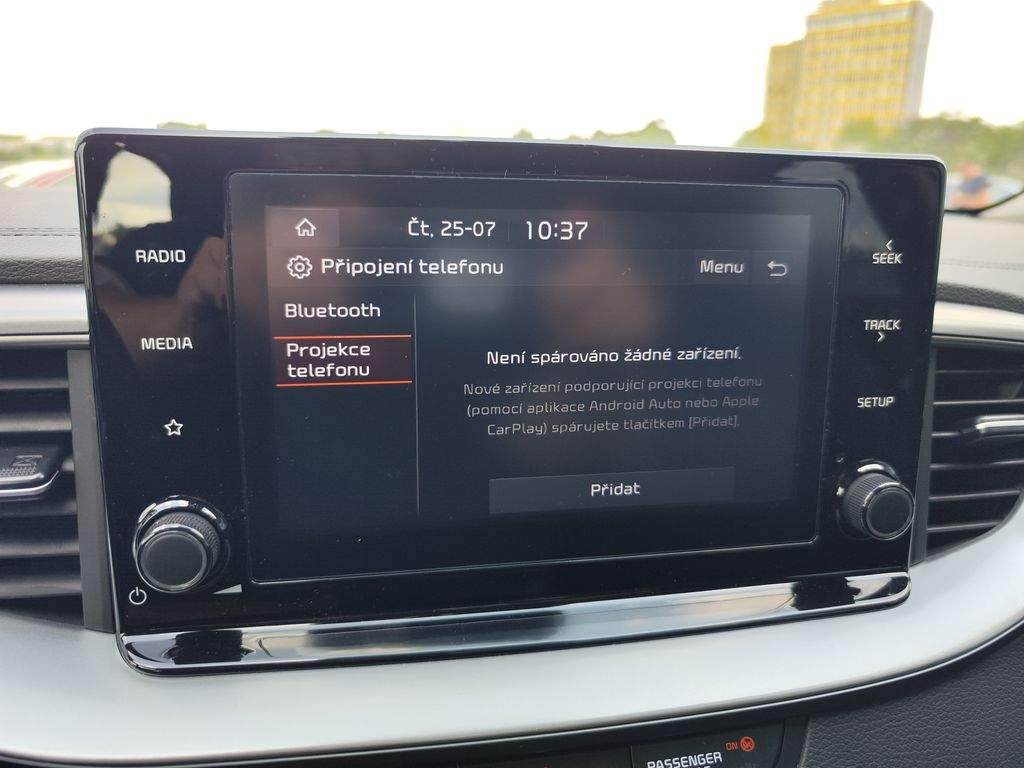 Čt, 25-07 10:37
Připojení telefonu Menu
Bluetooth
Projekce
telefonu
Není spárováno žádné zařízení.
Nové zařízení podporující projekci telefonu
(pomocí aplikace Android Auto nebo Apple
CarPlay) spárujete tlačítkem [Přidat].
Přidat
RADIO
MEDIA
SEEK
TRACK
SETUP
PASSENGER
ON